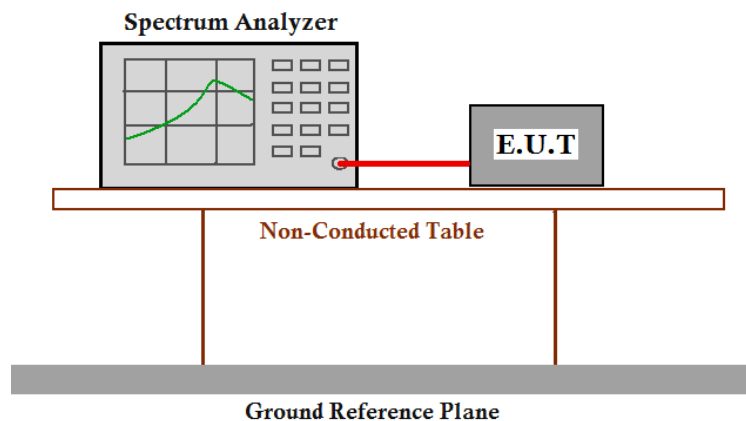 Spectrum Analyzer
E.U.T
Non-Conducted Table
Ground Reference Plane